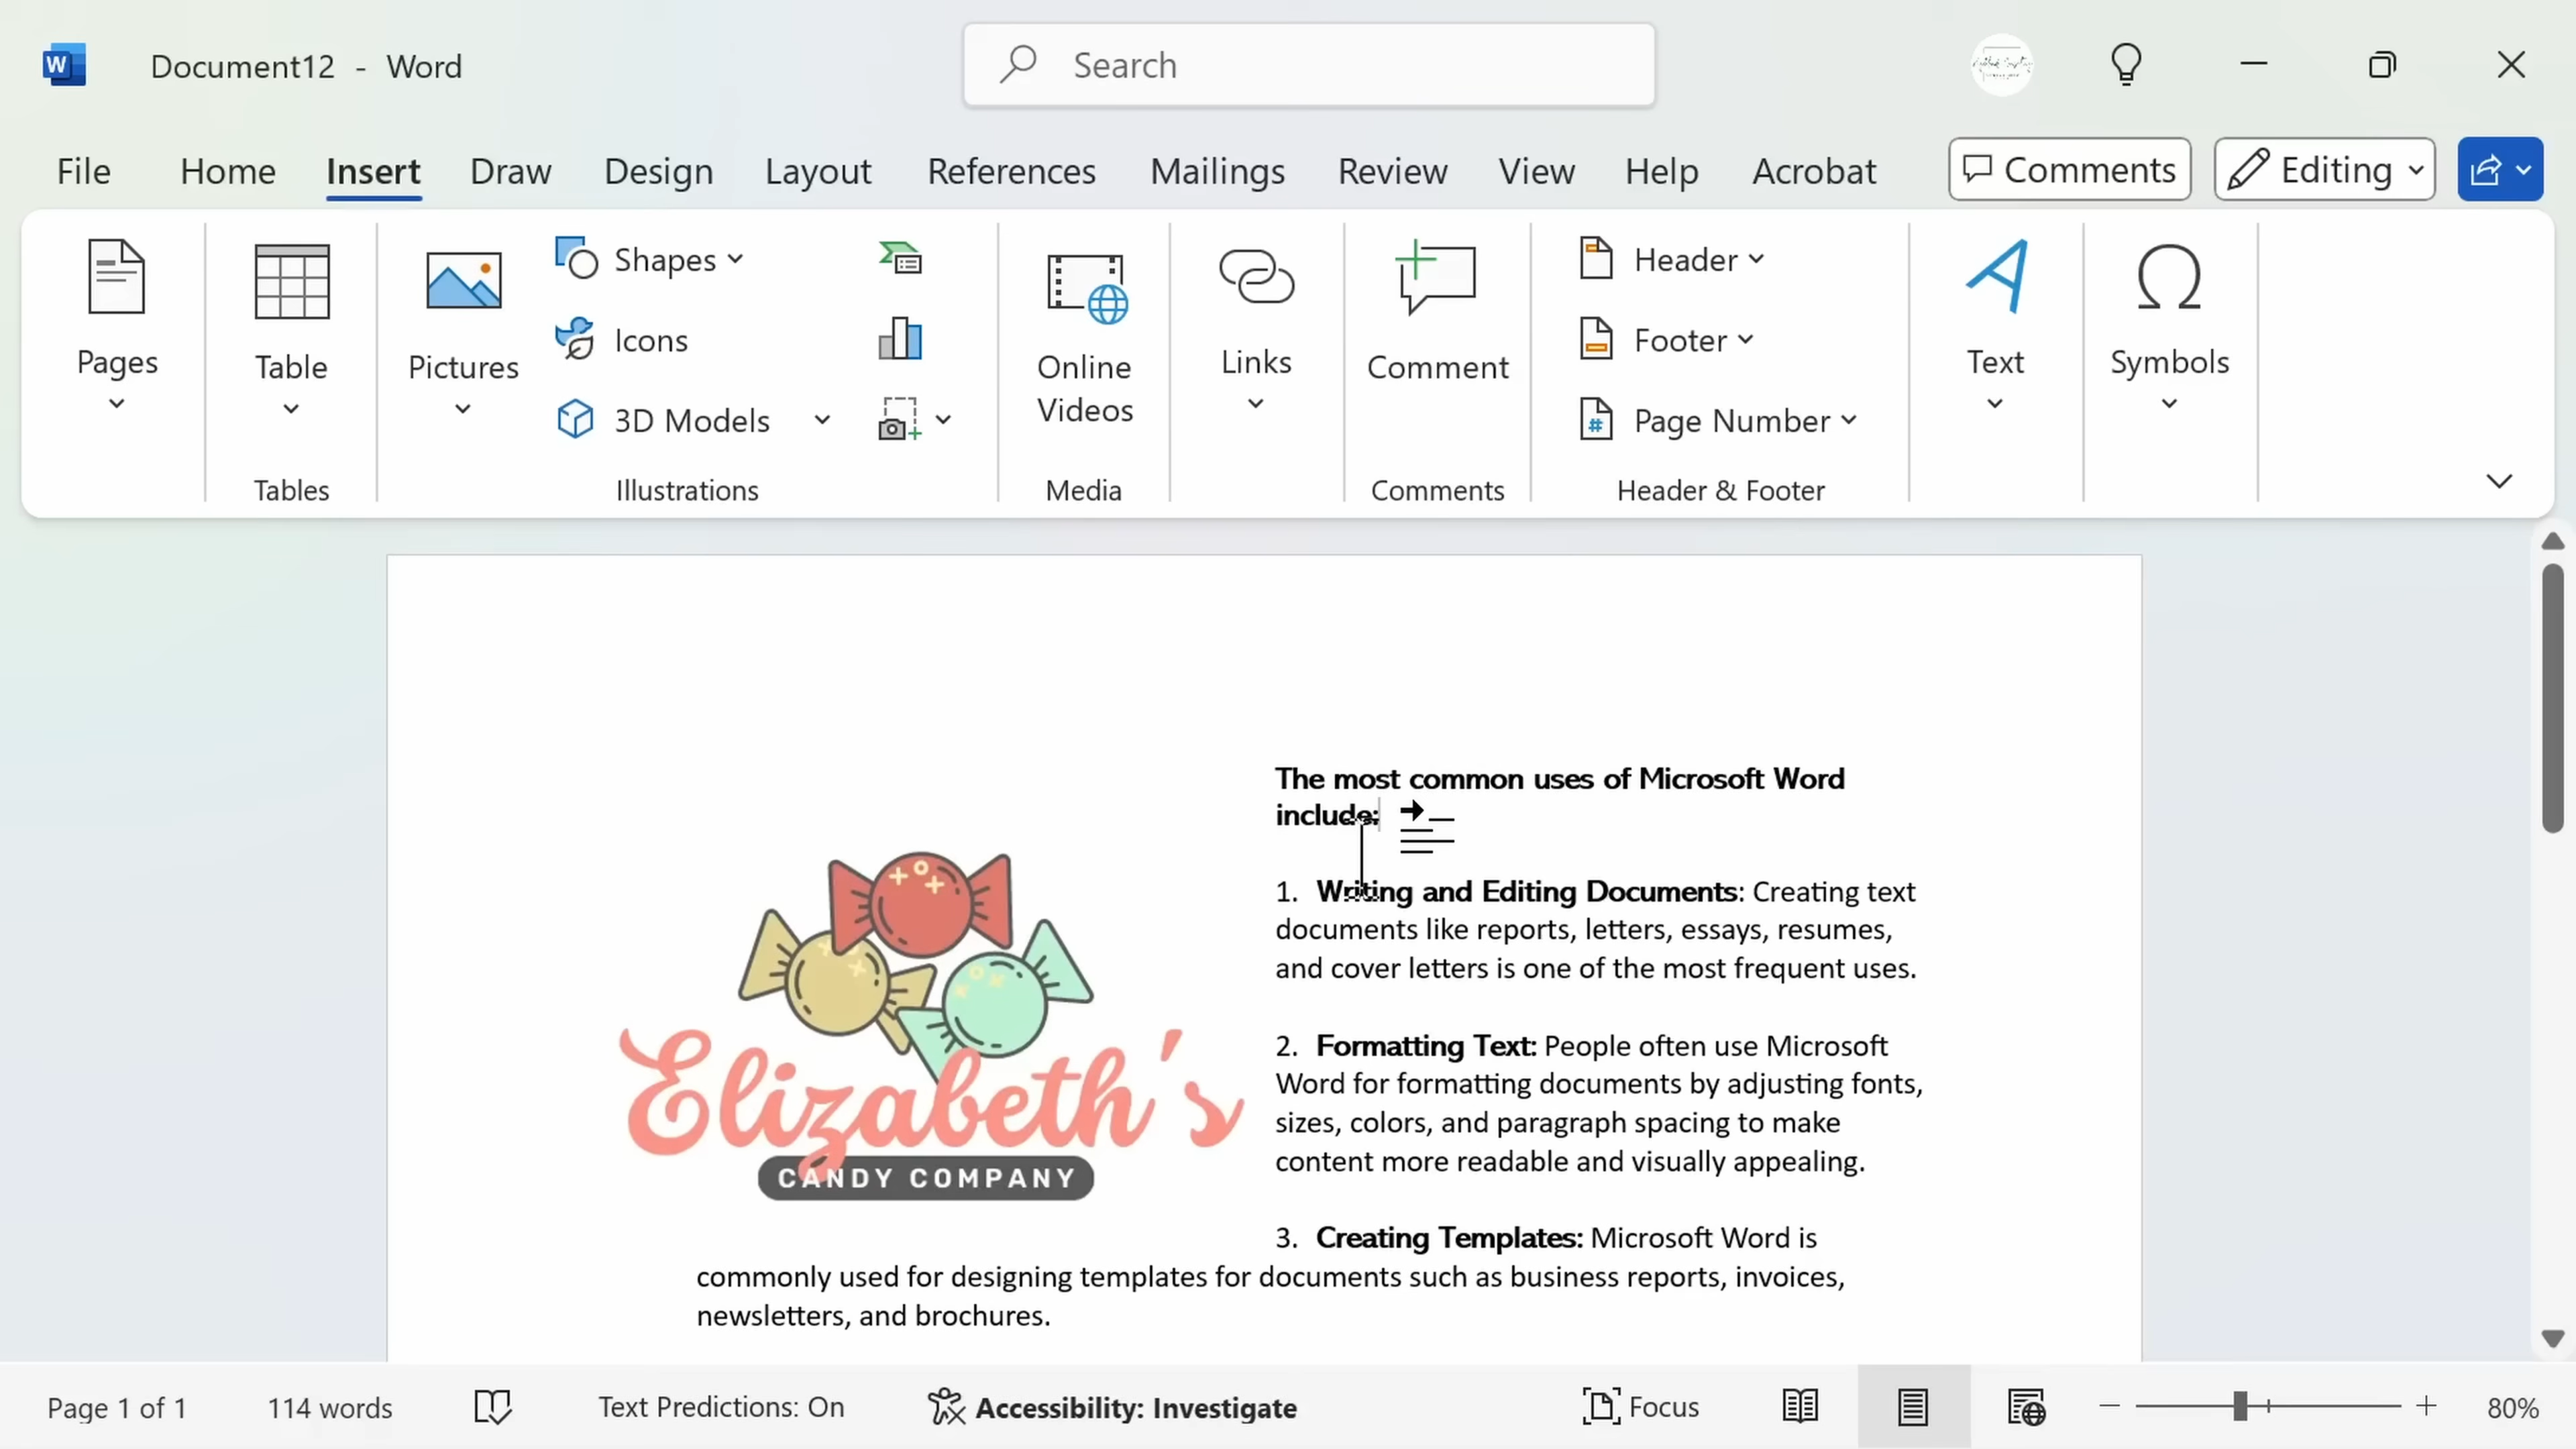 Document12 - Word
Search
File Home Insert Draw Design Layout References Mailings Review View Help Acrobat Comments Editing
Pages
Table
Pictures
Shapes
Icons
3D Models
Online
Videos
Links
Comment
Header
Footer
Page Number
Text
Symbols
Tables
Illustrations
Media
Comments
Header & Footer
The most common uses of Microsoft Word
include:
1. Writing and Editing Documents: Creating text
documents like reports, letters, essays, resumes,
and cover letters is one of the most frequent uses.
2. Formatting Text: People often use Microsoft
Word for formatting documents by adjusting fonts,
sizes, colors, and paragraph spacing to make
content more readable and visually appealing.
Elizabeth's
CANDY COMPANY
3. Creating Templates: Microsoft Word is
commonly used for designing templates for documents such as business reports, invoices,
newsletters, and brochures.
Page 1 of 1 114 words Text Predictions: On Accessibility: Investigate Focus 80%